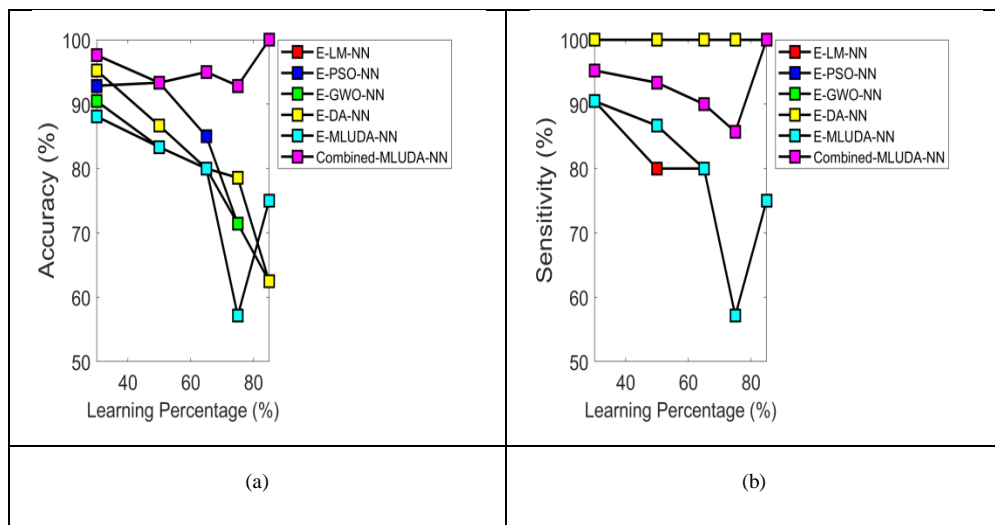 100
90
80
70
60
50
Accuracy (%)
40 60 80
Learning Percentage (%)
E-LM-NN
E-PSO-NN
E-GWO-NN
E-DA-NN
E-MLUDA-NN
Combined-MLUDA-NN
100
90
80
70
60
50
Sensitivity (%)
40 60 80
Learning Percentage (%)
E-LM-NN
E-PSO-NN
E-GWO-NN
E-DA-NN
E-MLUDA-NN
Combined-MLUDA-NN
(a) (b)